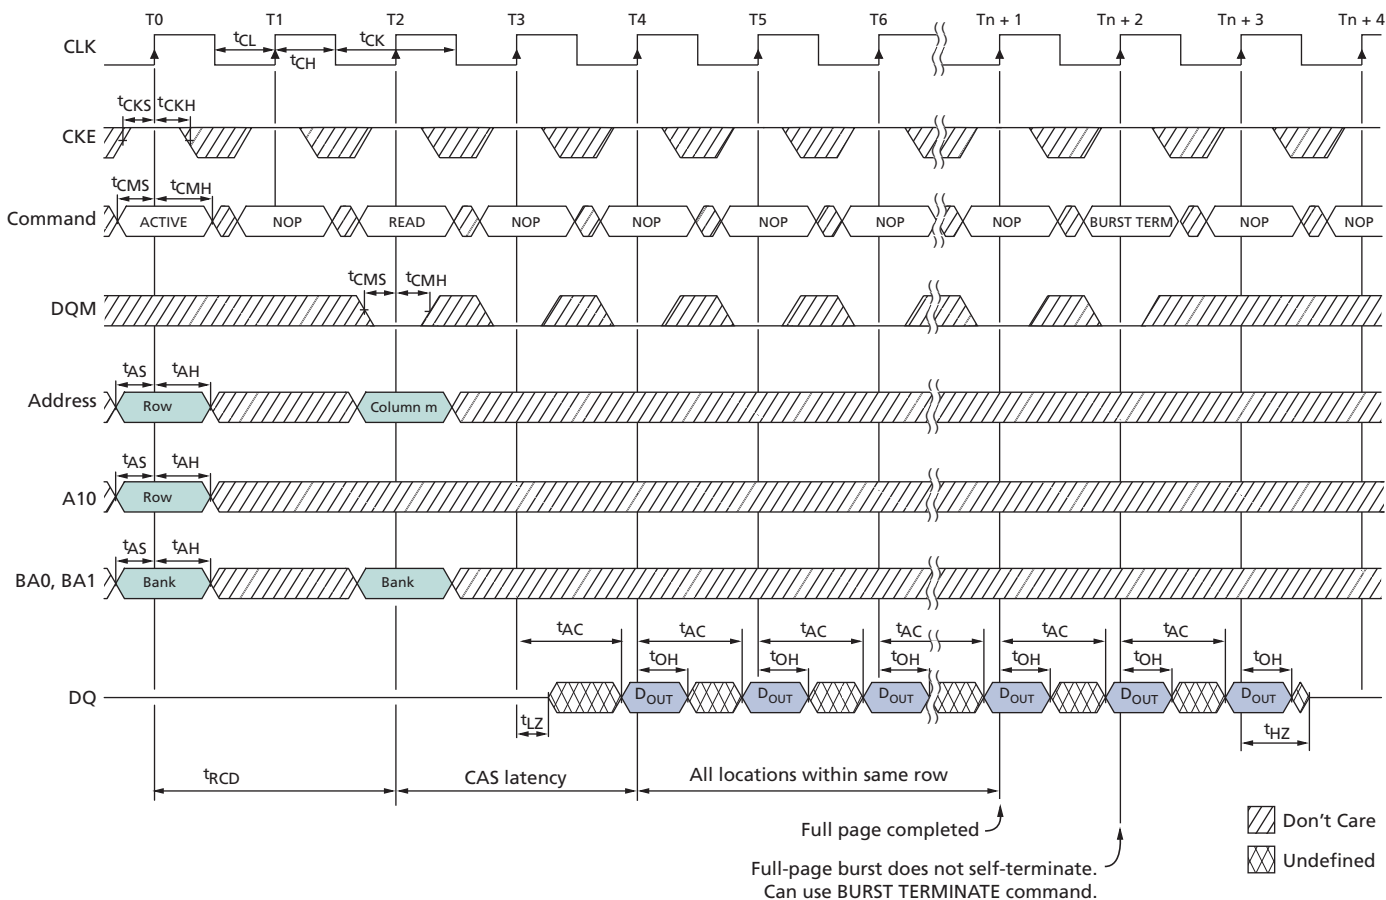 T0 T1 T2 T3 T4 T5 T6 Tn + 1 Tn + 2 Tn + 3 Tn + 4
CLK
tCL tCK
tCH
tCKS tCKH
CKE
tCMS tCMH
Command ACTIVE NOP READ NOP NOP NOP NOP NOP BURST TERM NOP NOP
tCMS tCMH
DQM
tAS tAH
Address Row Column m
tAS tAH
A10 Row
tAS tAH
BA0, BA1 Bank Bank
tAC tAC tAC tAC tAC tAC
tOH tOH tOH tOH tOH tOH
DQ DOUT DOUT DOUT DOUT DOUT DOUT
tLZ tHZ
tRCD CAS latency All locations within same row
Full page completed
Full-page burst does not self-terminate.
Can use BURST TERMINATE command.
Don't Care
Undefined